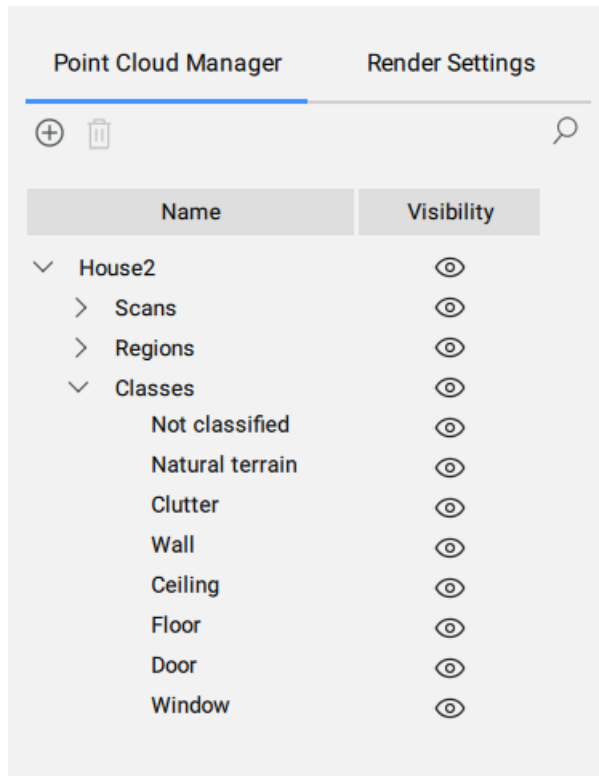 Point Cloud Manager Render Settings
Name Visibility
House2
Scans
Regions
Classes
Not classified
Natural terrain
Clutter
Wall
Ceiling
Floor
Door
Window